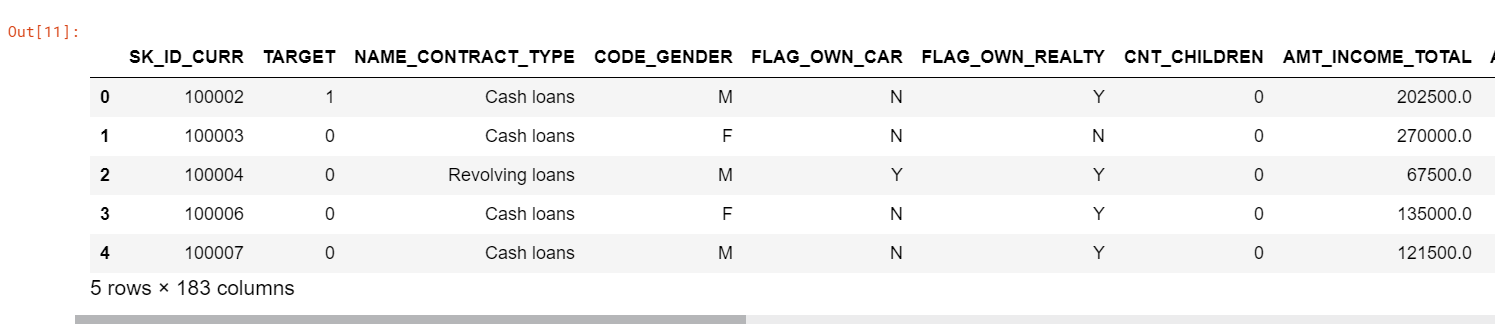 Out[11]:
SK_ID_CURR TARGET NAME_CONTRACT_TYPE CODE_GENDER FLAG_OWN_CAR FLAG_OWN_REALTY CNT_CHILDREN AMT_INCOME_TOTAL
0 100002 1 Cash loans M N Y 0 202500.0
1 100003 0 Cash loans F N N 0 270000.0
2 100004 0 Revolving loans M Y Y 0 67500.0
3 100006 0 Cash loans F N Y 0 135000.0
4 100007 0 Cash loans M N Y 0 121500.0
5 rows × 183 columns